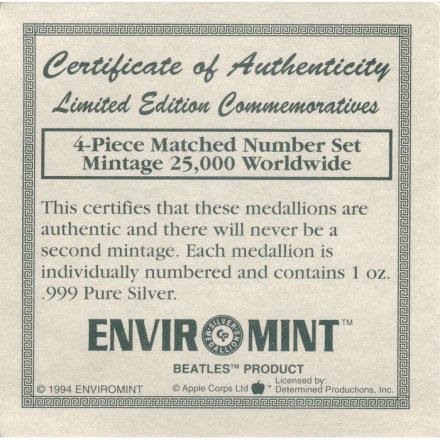 Certificate of Authenticity
Limited Edition Commemoratives
4-Piece Matched Number Set
Mintage 25,000 Worldwide
This certifies that these medallions are
authentic and there will never be a
second mintage. Each medallion is
individually numbered and contains 1 oz.
.999 Pure Silver.
ENVIROMINT™
BEATLES™ PRODUCT
© 1994 ENVIROMINT
© Apple Corps Ltd
Licensed by:
Determined Productions, Inc.